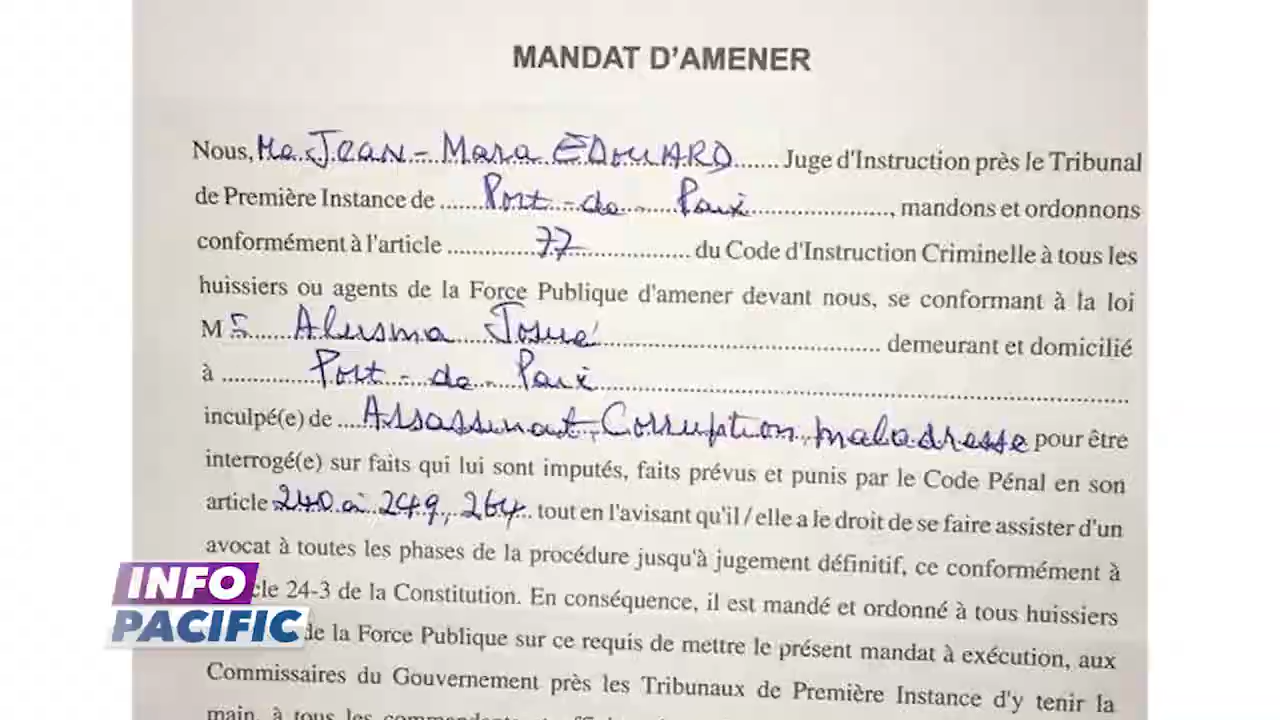 MANDAT D'AMENER
Nous, Me Jean-Mara EDOUARD....... Juge d'Instruction près le Tribunal
de Première Instance de ....... Port-de-Paix ......................, mandons et ordonnons
conformément à l'article ............... 77 ................... du Code d'Instruction Criminelle à tous les
huissiers ou agents de la Force Publique d'amener devant nous, se conformant à la loi
M S....... Alusma Josué ....................................... demeurant et domicilié
à ............... Port-de-Paix ...............................................................
inculpé(e) de .... Assassinat, Corruption, maladresse pour être
interrogé(e) sur faits qui lui sont imputés, faits prévus et punis par le Code Pénal en son
article 240 à 249, 264.. tout en l'avisant qu'il / elle a le droit de se faire assister d'un
avocat à toutes les phases de la procédure jusqu'à jugement définitif, ce conformément à
cle 24-3 de la Constitution. En conséquence, il est mandé et ordonné à tous huissiers
de la Force Publique sur ce requis de mettre le présent mandat à exécution, aux
Commissaires du Gouvernement près les Tribunaux de Première Instance d'y tenir la
main, à tous les
INFO
PACIFIC